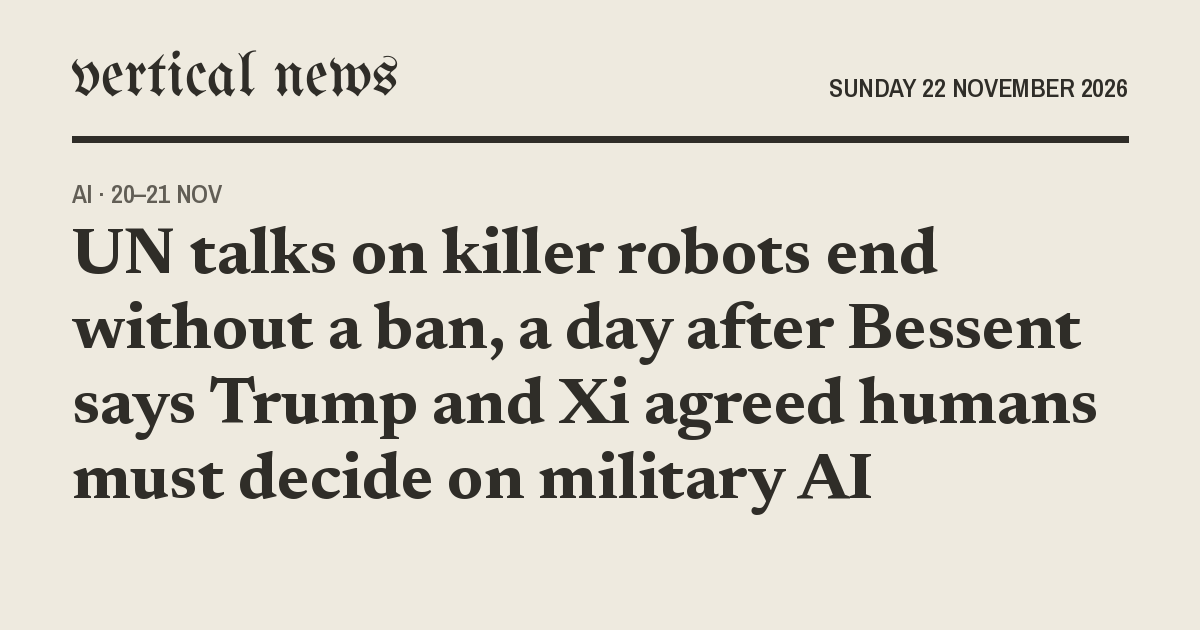 vertical news
SUNDAY 22 NOVEMBER 2026
AI · 20–21 NOV
UN talks on killer robots end
without a ban, a day after Bessent
says Trump and Xi agreed humans
must decide on military AI